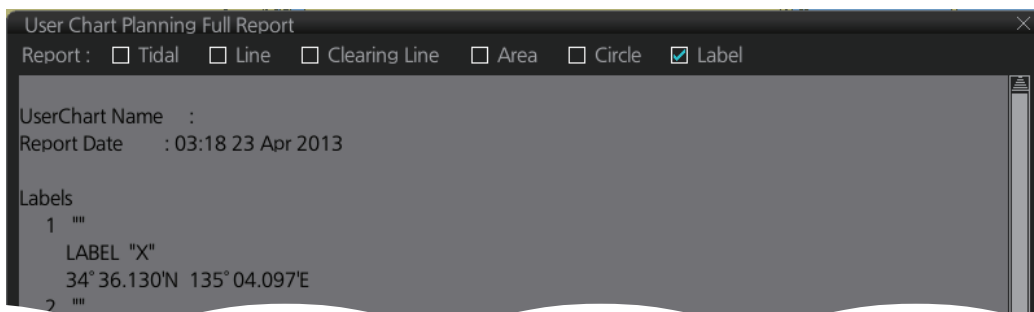 User Chart Planning Full Report
Report : Tidal Line Clearing Line Area Circle Label
UserChart Name :
Report Date : 03:18 23 Apr 2013
Labels
1 ""
LABEL "X"
34°36.130'N 135°04.097'E
2 ""